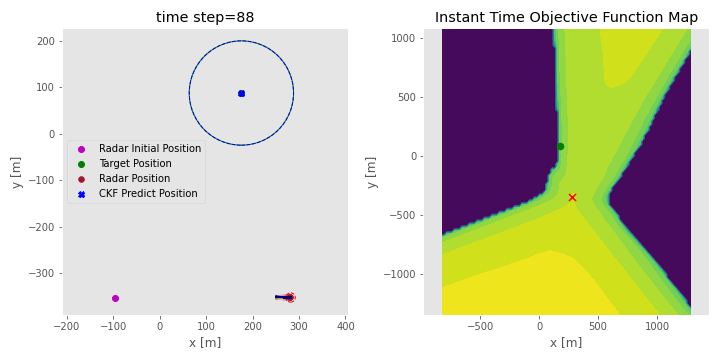 time step=88
200
100
0
−100
−200
−300
−200
−100
0
100
200
300
400
x [m]
y [m]
Radar Initial Position
Target Position
Radar Position
CKF Predict Position
Instant Time Objective Function Map
1000
500
0
−500
−1000
−500
0
500
1000
x [m]
y [m]